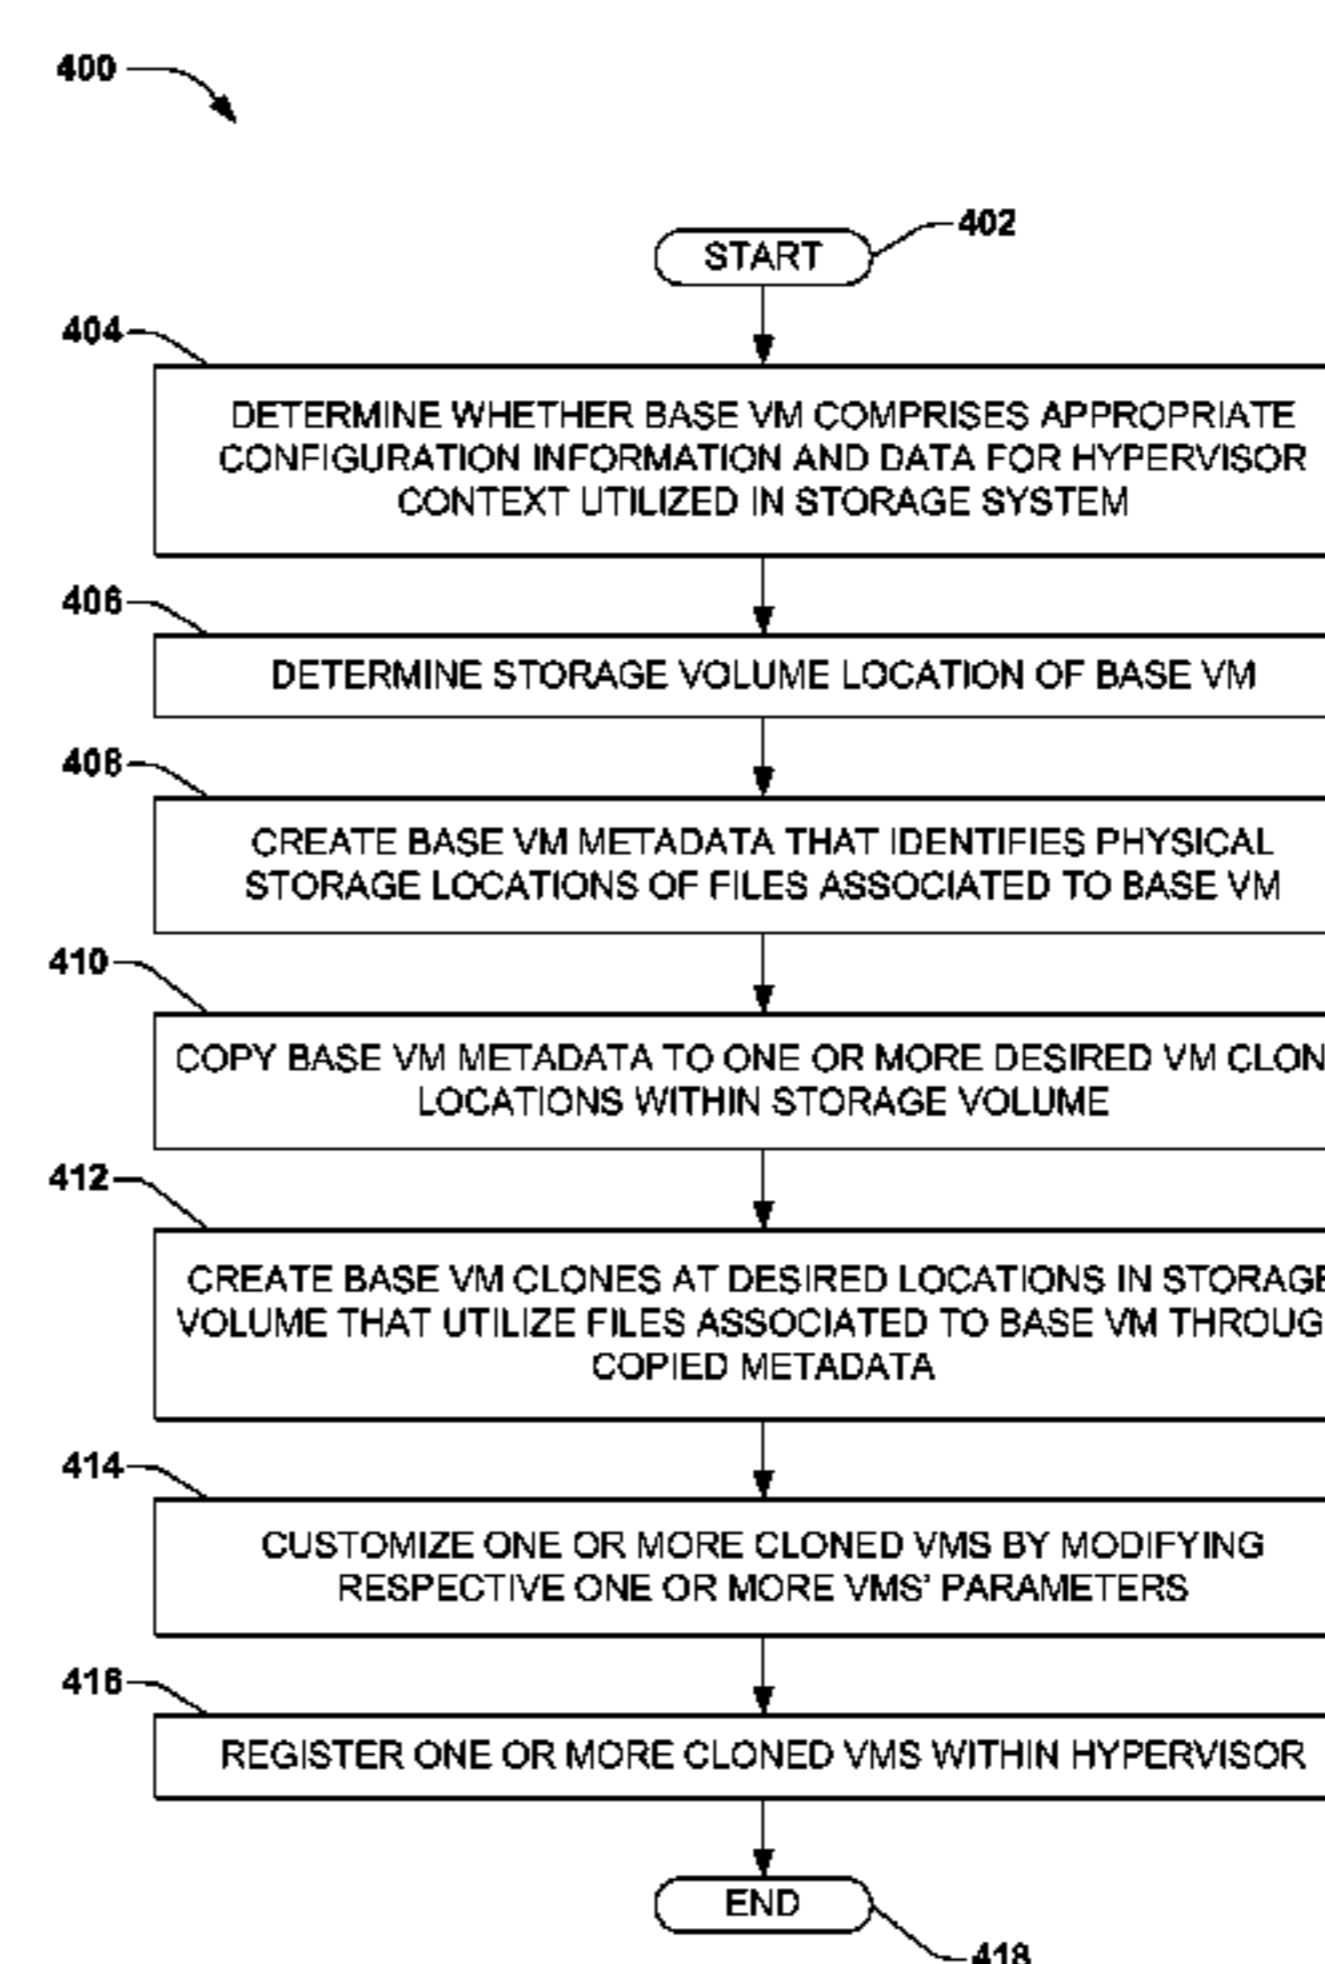 400
START
402
404
DETERMINE WHETHER BASE VM COMPRISES APPROPRIATE
CONFIGURATION INFORMATION AND DATA FOR HYPERVISOR
CONTEXT UTILIZED IN STORAGE SYSTEM
406
DETERMINE STORAGE VOLUME LOCATION OF BASE VM
408
CREATE BASE VM METADATA THAT IDENTIFIES PHYSICAL
STORAGE LOCATIONS OF FILES ASSOCIATED TO BASE VM
410
COPY BASE VM METADATA TO ONE OR MORE DESIRED VM CLON
LOCATIONS WITHIN STORAGE VOLUME
412
CREATE BASE VM CLONES AT DESIRED LOCATIONS IN STORAGE
VOLUME THAT UTILIZE FILES ASSOCIATED TO BASE VM THROUG
COPIED METADATA
414
CUSTOMIZE ONE OR MORE CLONED VMS BY MODIFYING
RESPECTIVE ONE OR MORE VMS' PARAMETERS
416
REGISTER ONE OR MORE CLONED VMS WITHIN HYPERVISOR
END
418